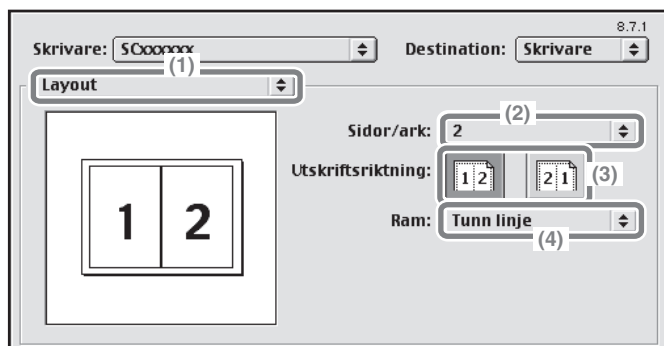 8.7.1
Skrivare: SCxxxxxx Destination: Skrivare
(1)
Layout
(2)
Sidor/ark: 2
Utskriftsriktning: 1 2 2 1 (3)
1 2
Ram: Tunn linje
(4)